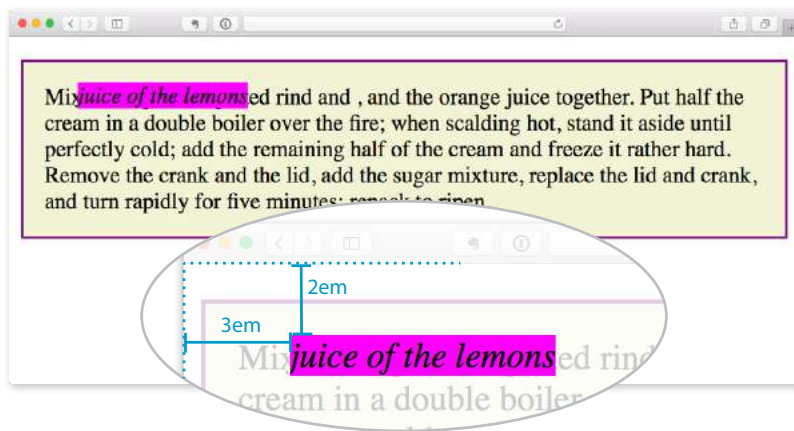 Mixjuice of the lemonsed rind and , and the orange juice together. Put half the
cream in a double boiler over the fire; when scalding hot, stand it aside until
perfectly cold; add the remaining half of the cream and freeze it rather hard.
Remove the crank and the lid, add the sugar mixture, replace the lid and crank,
and turn rapidly for five minutes; repack to ripen
2em
3em
Mixjuice of the lemonsed rind
cream in a double boiler